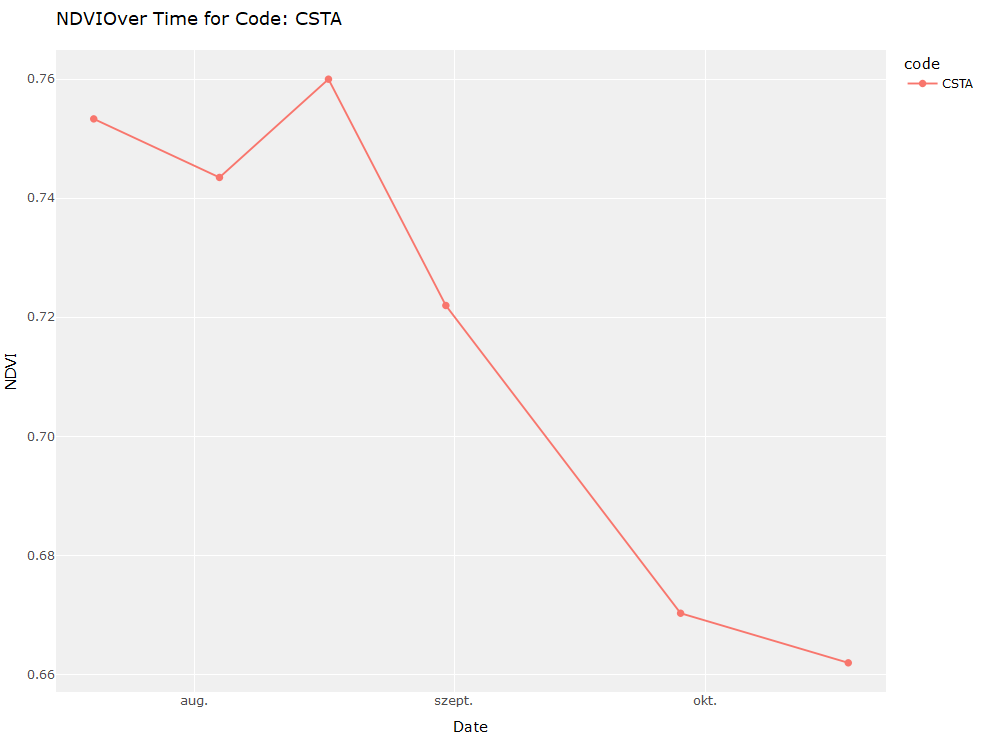 NDVIOver Time for Code: CSTA
code
CSTA
0.76
0.74
0.72
0.70
0.68
0.66
NDVI
aug.
szept.
okt.
Date